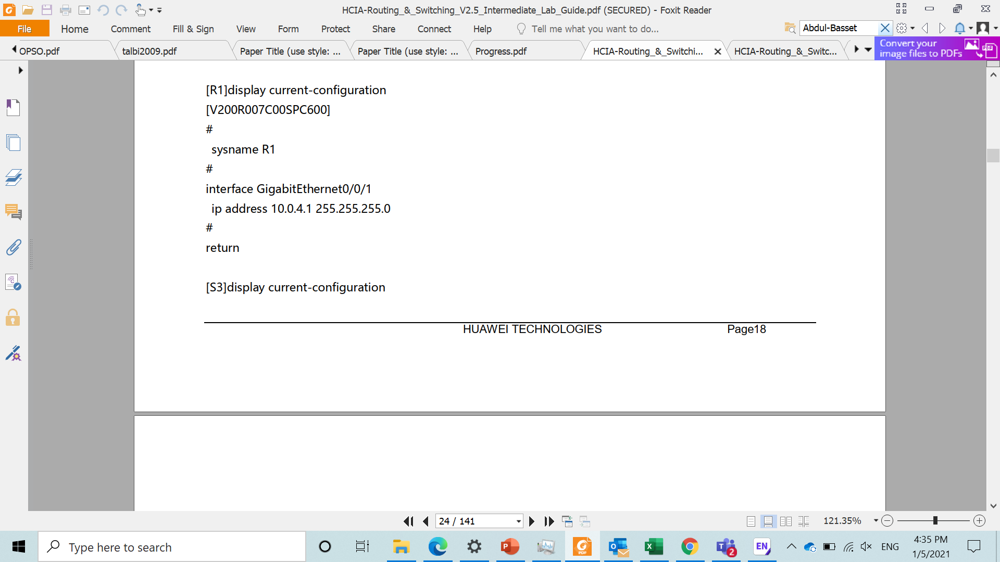 HCIA-Routing_&_Switching_V2.5_Intermediate_Lab_Guide.pdf (SECURED) - Foxit Reader
File Home Comment Fill & Sign View Form Protect Share Connect Help Tell me what you want to do... Abdul-Basset
OPSO.pdf talbi2009.pdf Paper Title (use style: ... Paper Title (use style: ... Progress.pdf HCIA-Routing_&_Switchi... HCIA-Routing_&_Switc... Convert your
image files to PDFs
PDF
[R1]display current-configuration
[V200R007C00SPC600]
#
sysname R1
#
interface GigabitEthernet0/0/1
ip address 10.0.4.1 255.255.255.0
#
return
[S3]display current-configuration
HUAWEI TECHNOLOGIES Page18
24 / 141 121.35%
Type here to search ENG 4:35 PM
1/5/2021
P PDF O X T 2 EN